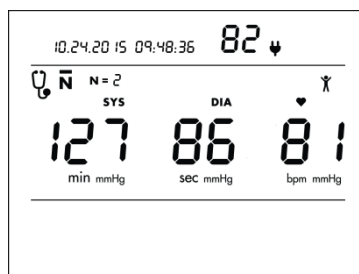 10.24.2015 09:48:36 82
N N = 2
SYS DIA
127 86 81
min mmHg sec mmHg bpm mmHg